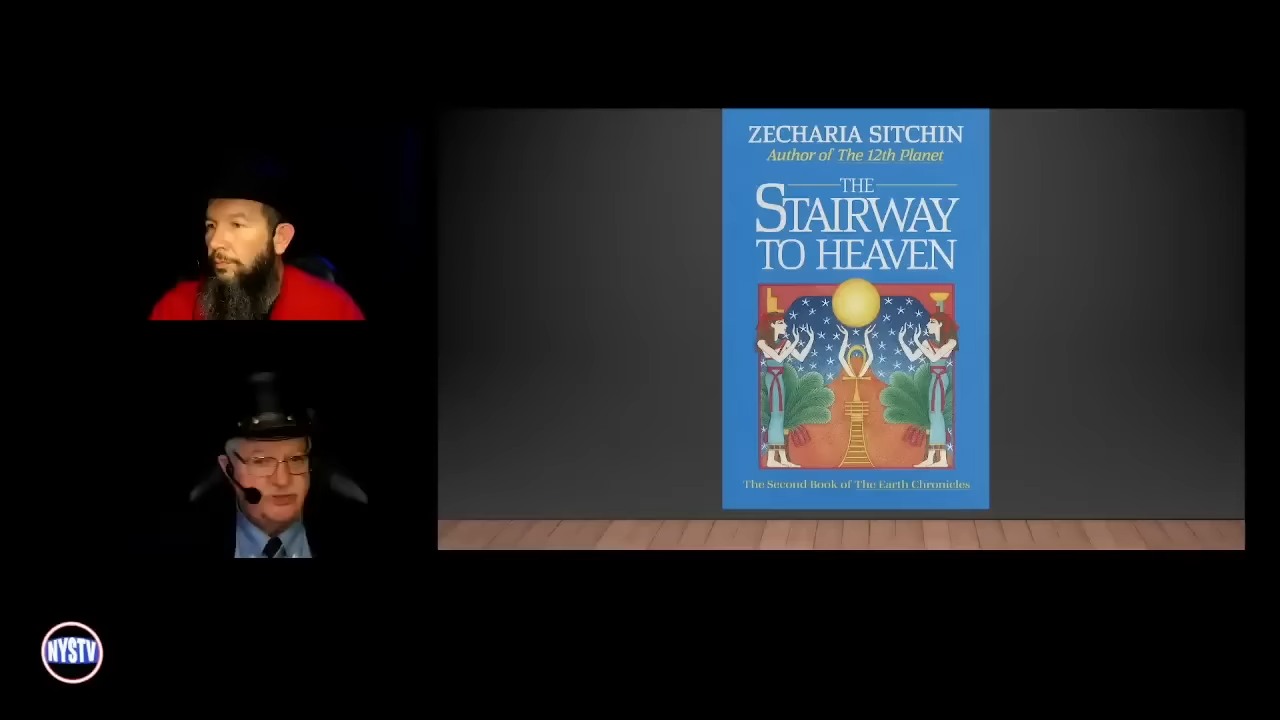 ZECHARIA SITCHIN
Author of The 12th Planet
THE
STAIRWAY
TO HEAVEN
The Second Book of The Earth Chronicles
NYSTV